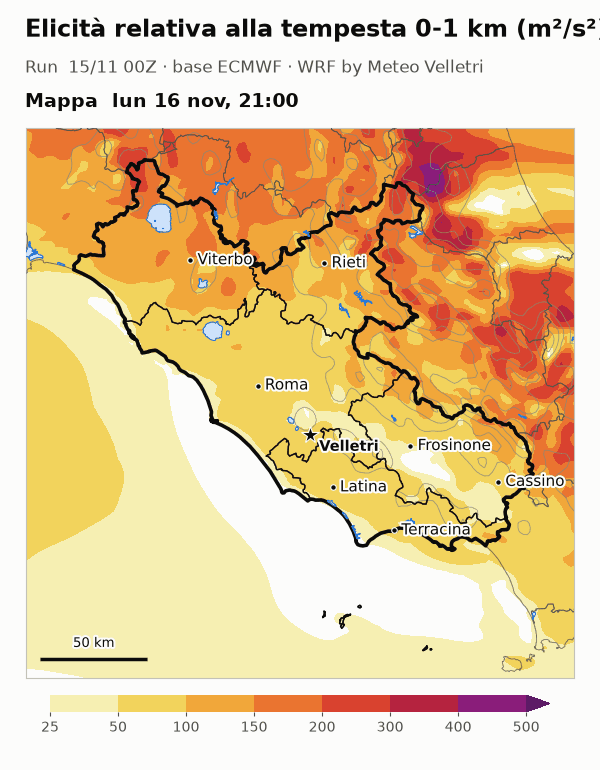 Elicità relativa alla tempesta 0-1 km (m²/s²)
Run 15/11 00Z · base ECMWF · WRF by Meteo Velletri
Mappa lun 16 nov, 21:00
Viterbo
Rieti
Roma
Velletri
Frosinone
Cassino
Latina
Terracina
50 km
25 50 100 150 200 300 400 500